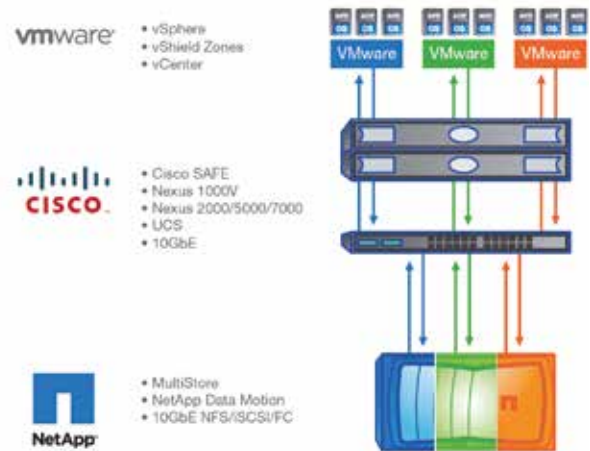 vmware
• vSphere
• vShield Zones
• vCenter
VMware
VMware
VMware
CISCO
• Cisco SAFE
• Nexus 1000V
• Nexus 2000/5000/7000
• UCS
• 10GbE
NetApp
• MultiStore
• NetApp Data Motion
• 10GbE NFS/iSCSI/FC